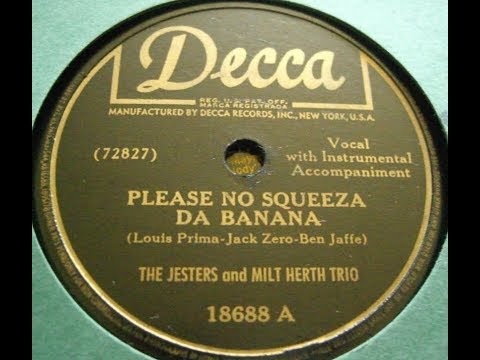 Decca
REG. U.S. PAT. OFF.
MARCA REGISTRADA
MANUFACTURED BY DECCA RECORDS, INC., NEW YORK, U.S.A.
(72827)
Vocal
with Instrumental
Accompaniment
PLEASE NO SQUEEZA
DA BANANA
(Louis Prima-Jack Zero-Ben Jaffe)
THE JESTERS and MILT HERTH TRIO
18688 A